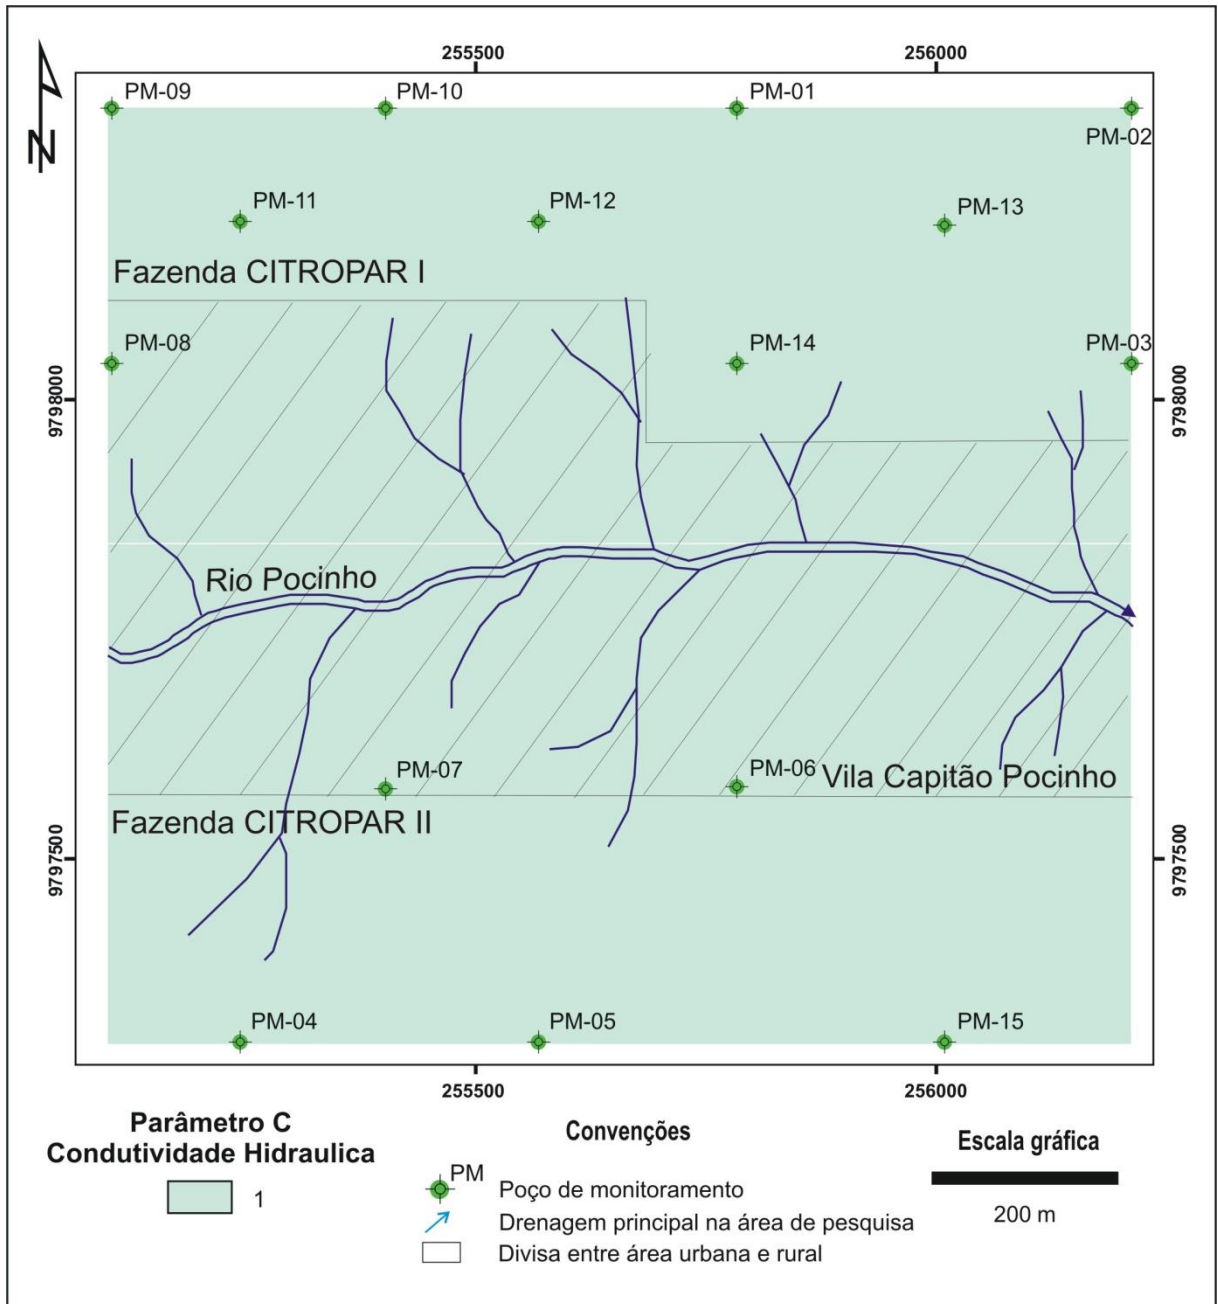 255500
256000
PM-09
PM-10
PM-01
PM-02
N
PM-11
PM-12
PM-13
Fazenda CITROPAR I
PM-08
PM-14
PM-03
9798000
9798000
Rio Pocinho
PM-07
PM-06
Vila Capitão Pocinho
Fazenda CITROPAR II
9797500
9797500
PM-04
PM-05
PM-15
255500
256000
Parâmetro C
Condutividade Hidraulica
1
Convenções
PM
Poço de monitoramento
Drenagem principal na área de pesquisa
Divisa entre área urbana e rural
Escala gráfica
200 m